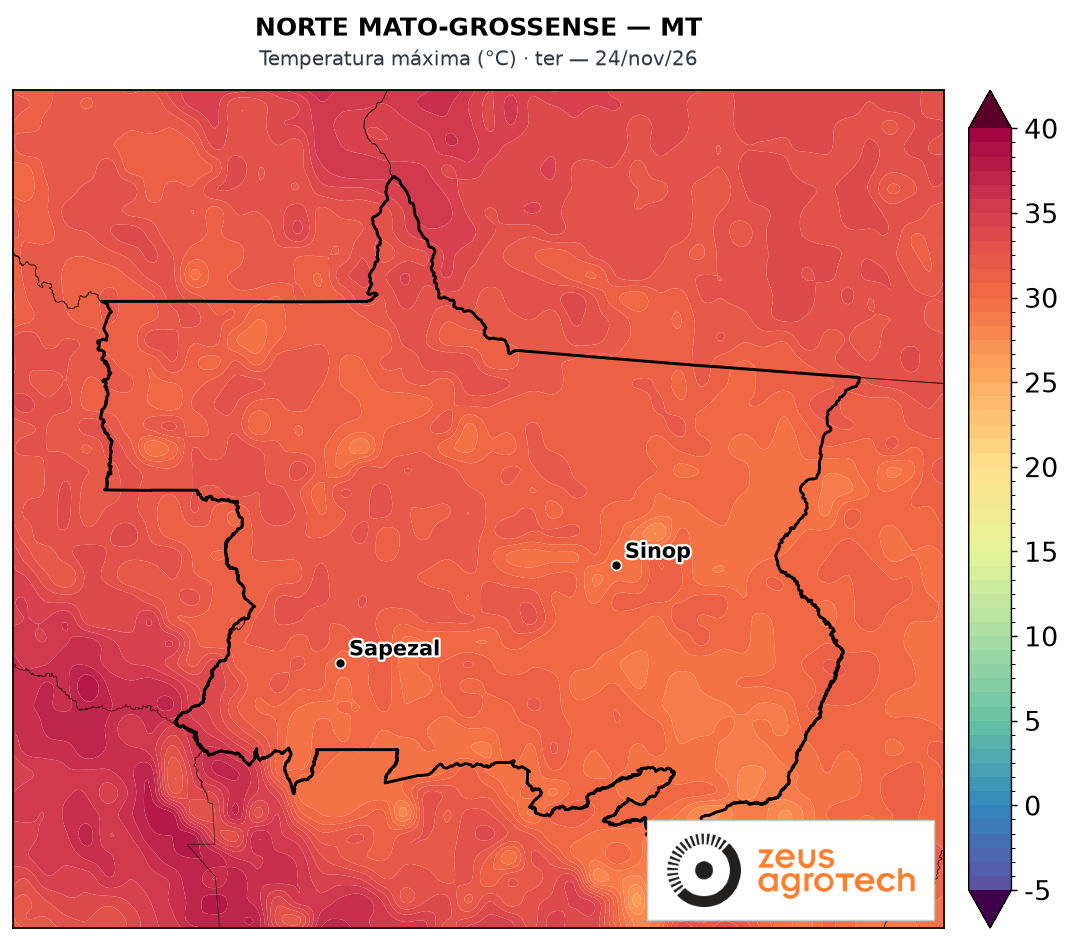 NORTE MATO-GROSSENSE — MT
Temperatura máxima (°C) · ter — 24/nov/26
40
35
30
25
20
15
10
5
0
-5
Sinop
Sapezal
zeus
agrotech